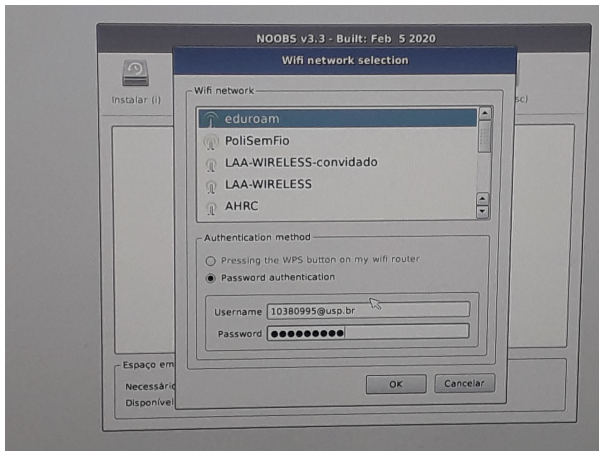 NOOBS v3.3 - Built: Feb 5 2020
Wifi network selection
Instalar (i)
sc)
Wifi network
eduroam
PoliSemFio
LAA-WIRELESS-convidado
LAA-WIRELESS
AHRC
Authentication method
Pressing the WPS button on my wifi router
Password authentication
Username 10380995@usp.br
Password ●●●●●●●●●
Espaço em
Necessáric
Disponível
OK Cancelar